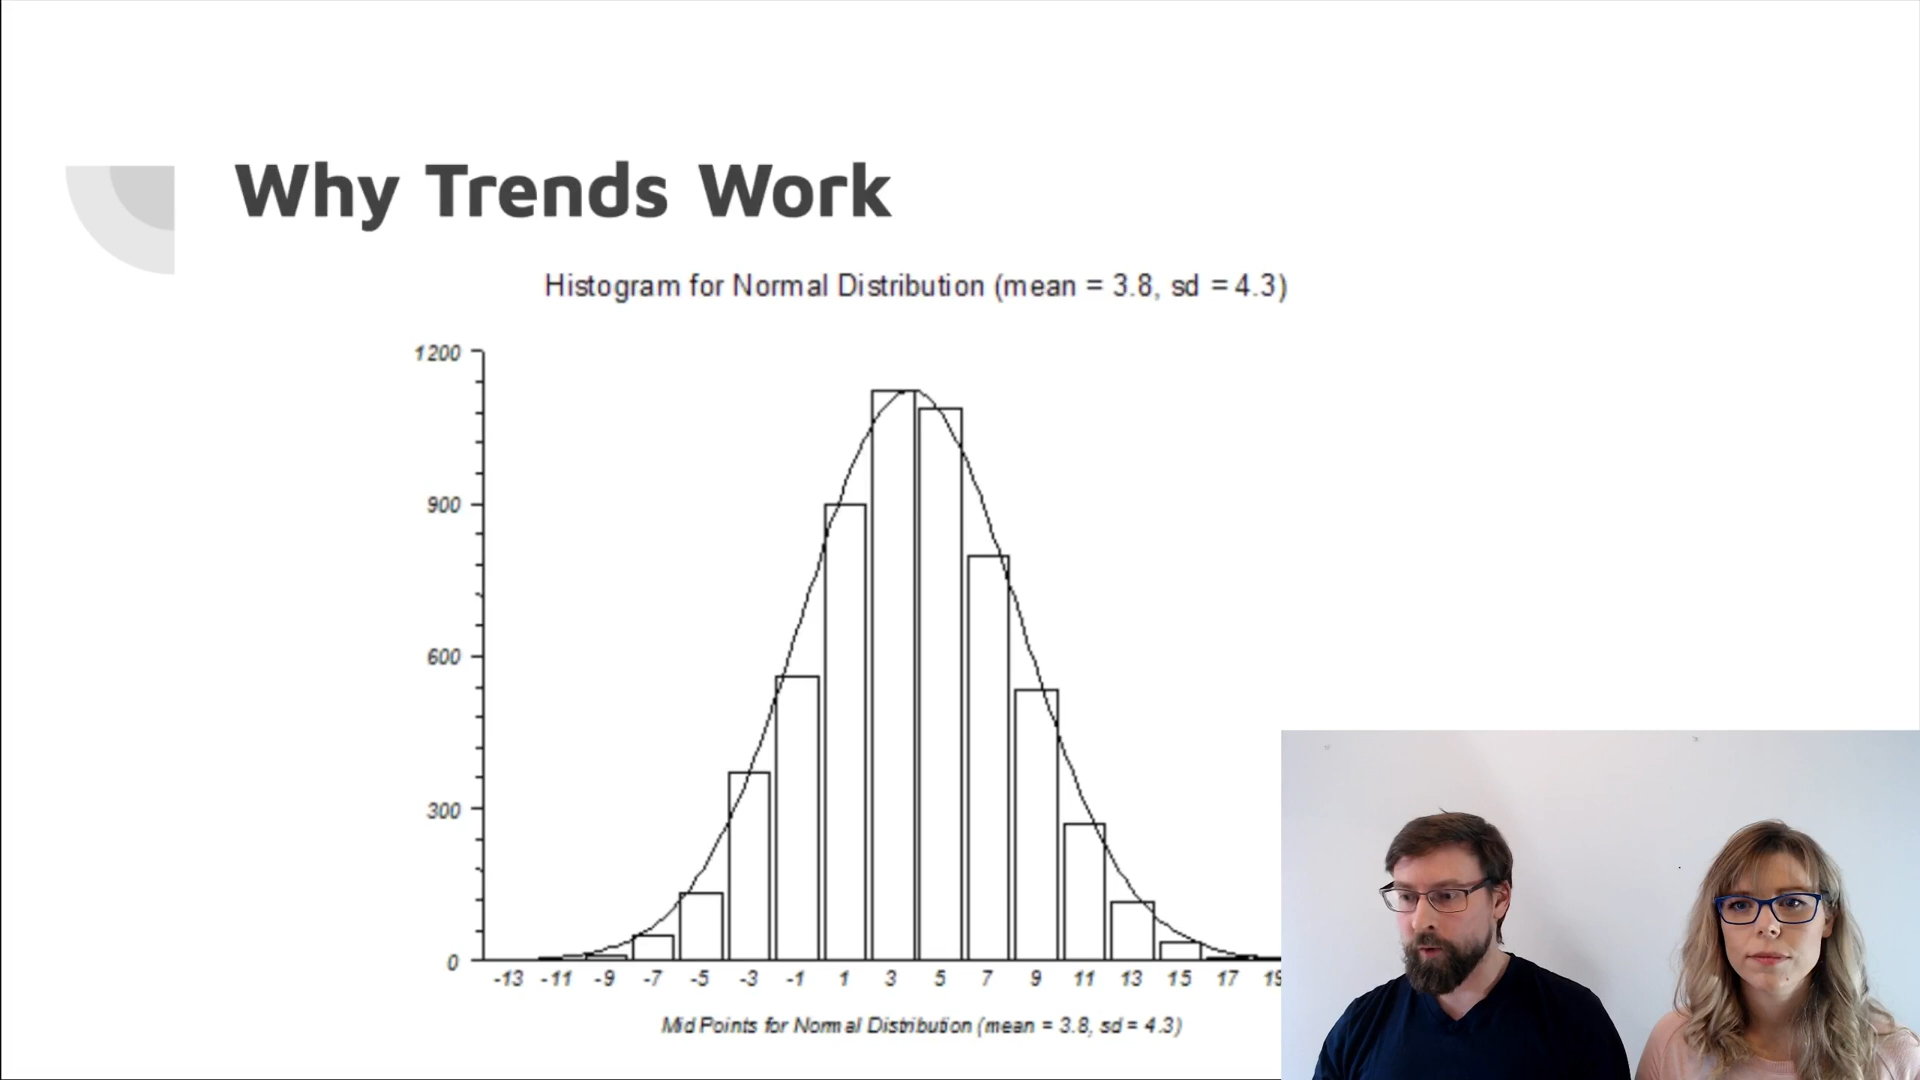 Why Trends Work
Histogram for Normal Distribution (mean = 3.8, sd = 4.3)
1200
900
600
300
0
-13 -11 -9 -7 -5 -3 -1 1 3 5 7 9 11 13 15 17
Mid Points for Normal Distribution (mean = 3.8, sd = 4.3)